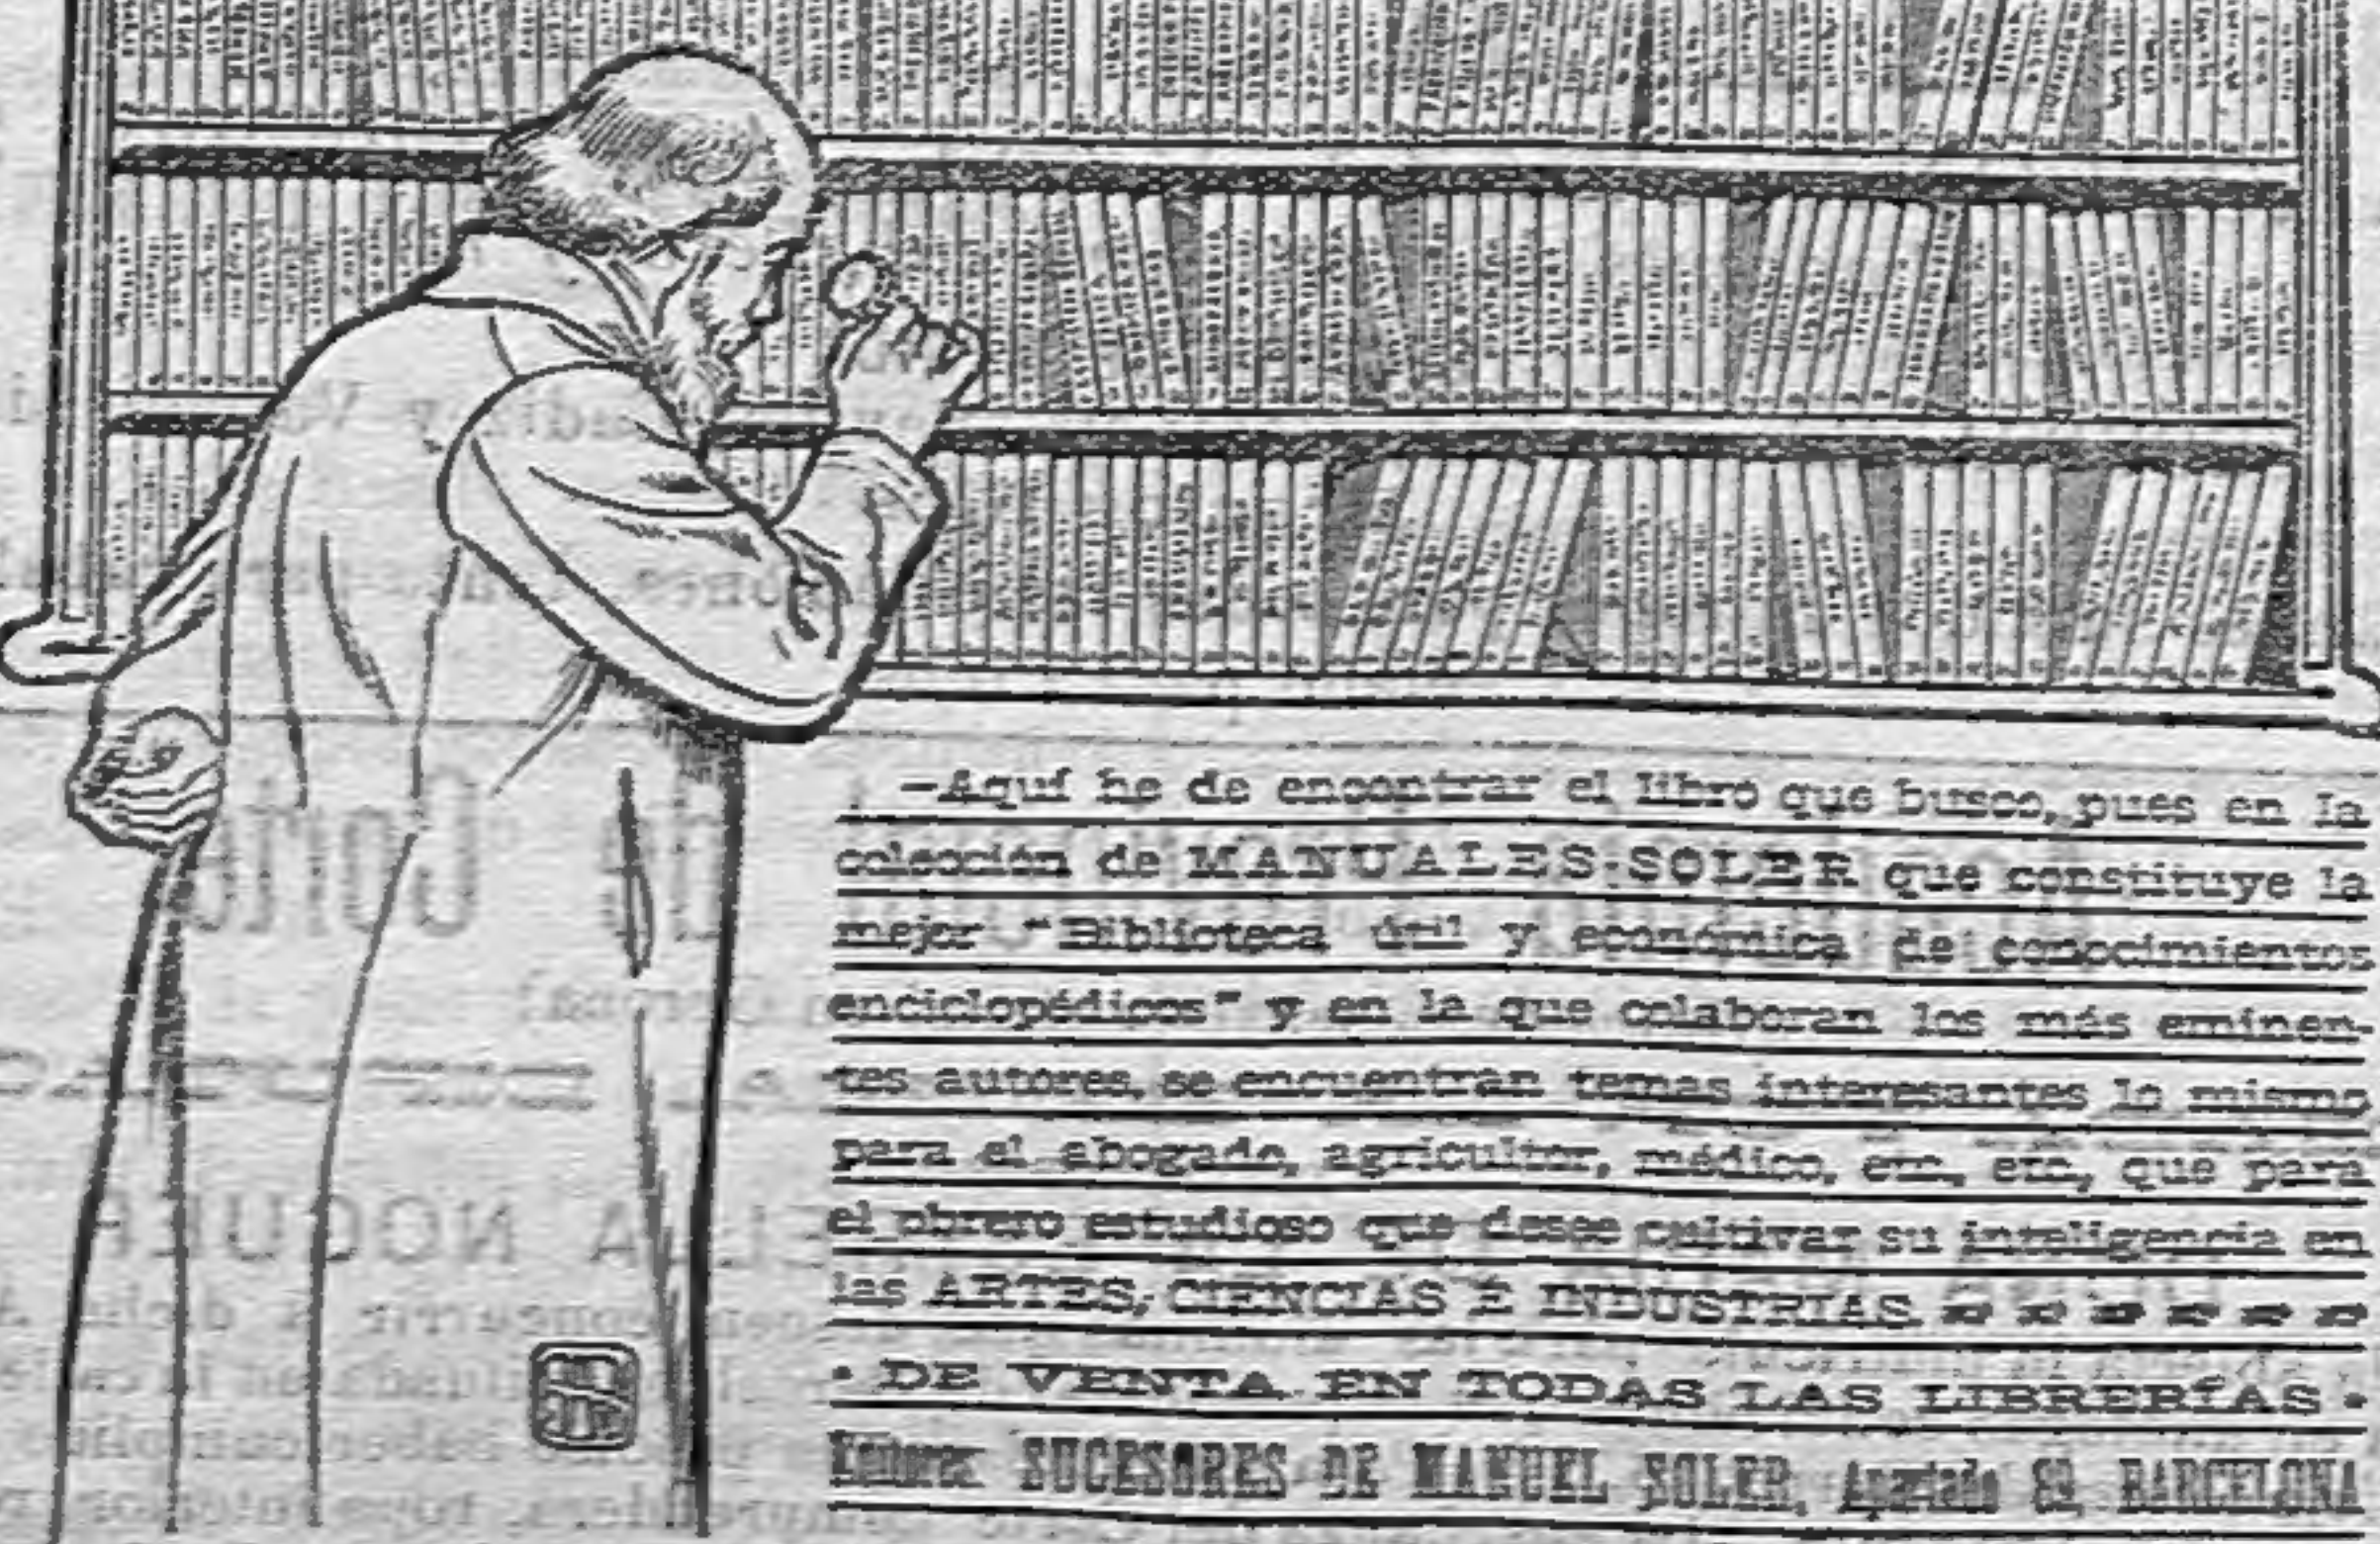 —Aquí he de encontrar el libro que busco, pues en la
colección de MANUALES-SOLER que constituye la
mejor "Biblioteca útil y económica de conocimientos
enciclopédicos" y en la que colaboran los más eminen-
tes autores, se encuentran temas interesantes lo mismo
para el abogado, agricultor, médico, etc., etc., que para
el obrero estudioso que desee cultivar su inteligencia en
las ARTES, CIENCIAS É INDUSTRIAS
• DE VENTA EN TODAS LAS LIBRERÍAS •
SUCESORES DE MANUEL SOLER, Apartado 89, BARCELONA